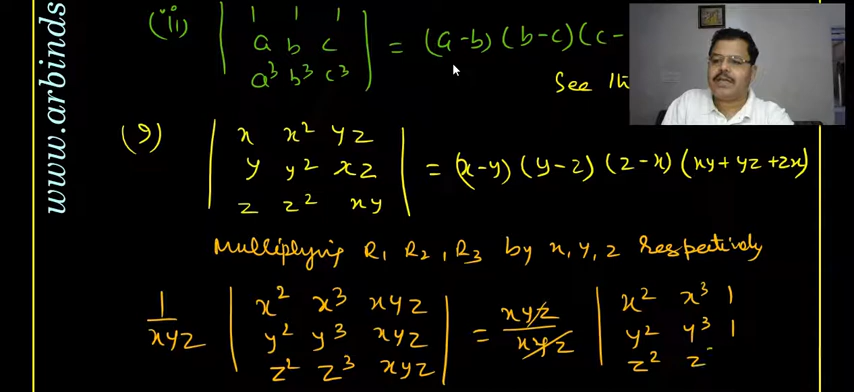 www.arbinds
(ii) | 1 1 1 |
| a b c | = (a-b) (b-c) (c-
| a³ b³ c³ |
See
(9) | x x² yz |
| y y² xz | = (x-y) (y-z) (z-x) (xy+yz+zx)
| z z² xy |
Multiplying R₁ R₂, R₃ by x, y, z respectively
1/xyz | x² x³ xyz | = xyz/xyz | x² x³ 1
| y² y³ xyz | y² y³ 1
| z² z³ xyz | z² z